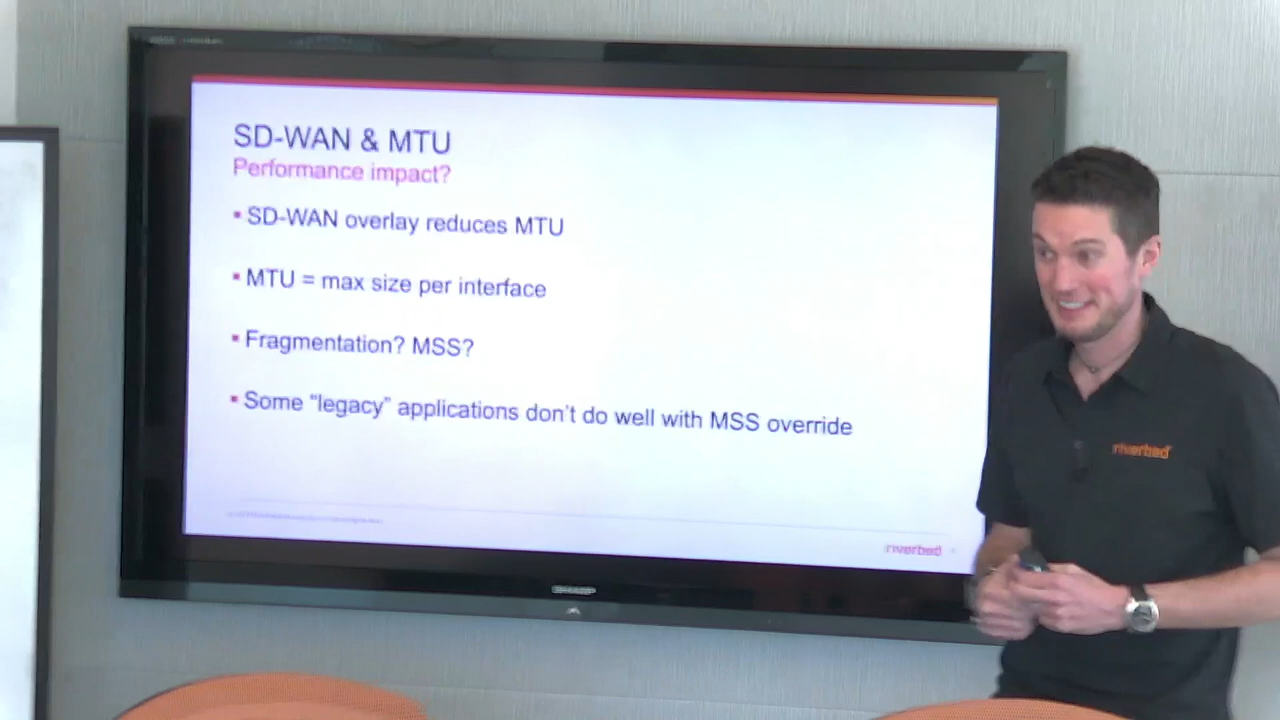 SD-WAN & MTU
Performance impact?
▪ SD-WAN overlay reduces MTU
▪ MTU = max size per interface
▪ Fragmentation? MSS?
▪ Some “legacy” applications don’t do well with MSS override
riverbed
riverbed
SHARP